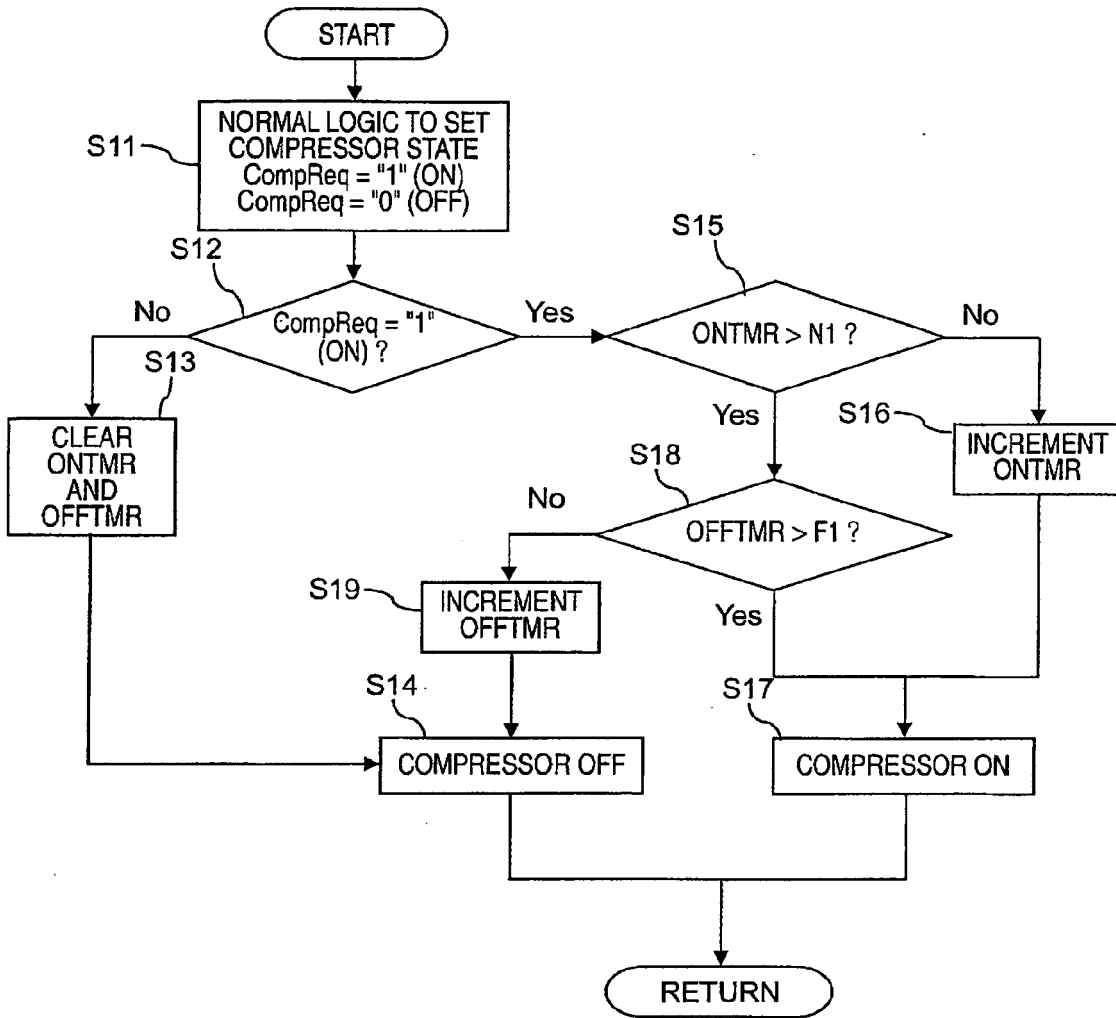 START
S11
NORMAL LOGIC TO SET
COMPRESSOR STATE
CompReq = "1" (ON)
CompReq = "0" (OFF)
S12
CompReq = "1"
(ON) ?
No
Yes
S15
ONTMR > N1 ?
No
Yes
S13
CLEAR
ONTMR
AND
OFFTMR
S16
INCREMENT
ONTMR
S18
OFFTMR > F1 ?
No
Yes
S19
INCREMENT
OFFTMR
S14
COMPRESSOR OFF
S17
COMPRESSOR ON
RETURN